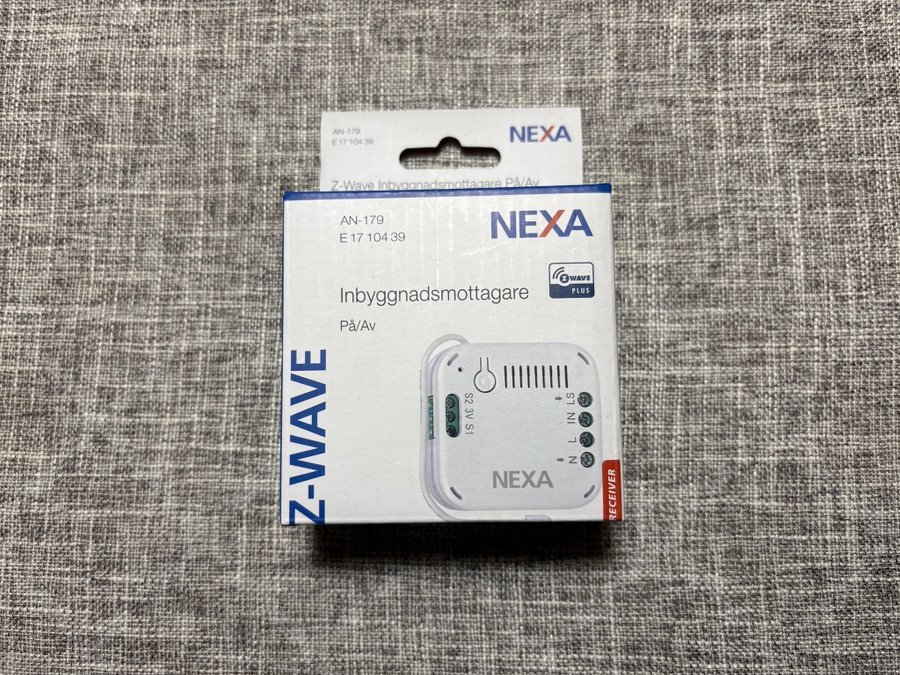 AN-179
E 17 104 39
NEXA
Z-Wave Inbyggnadsmottagare På/Av
AN-179
E 17 104 39
NEXA
Z WAVE
PLUS
Inbyggnadsmottagare
På/Av
Z-WAVE
S2 3V S1
S1
IN
L
N
NEXA
RECEIVER